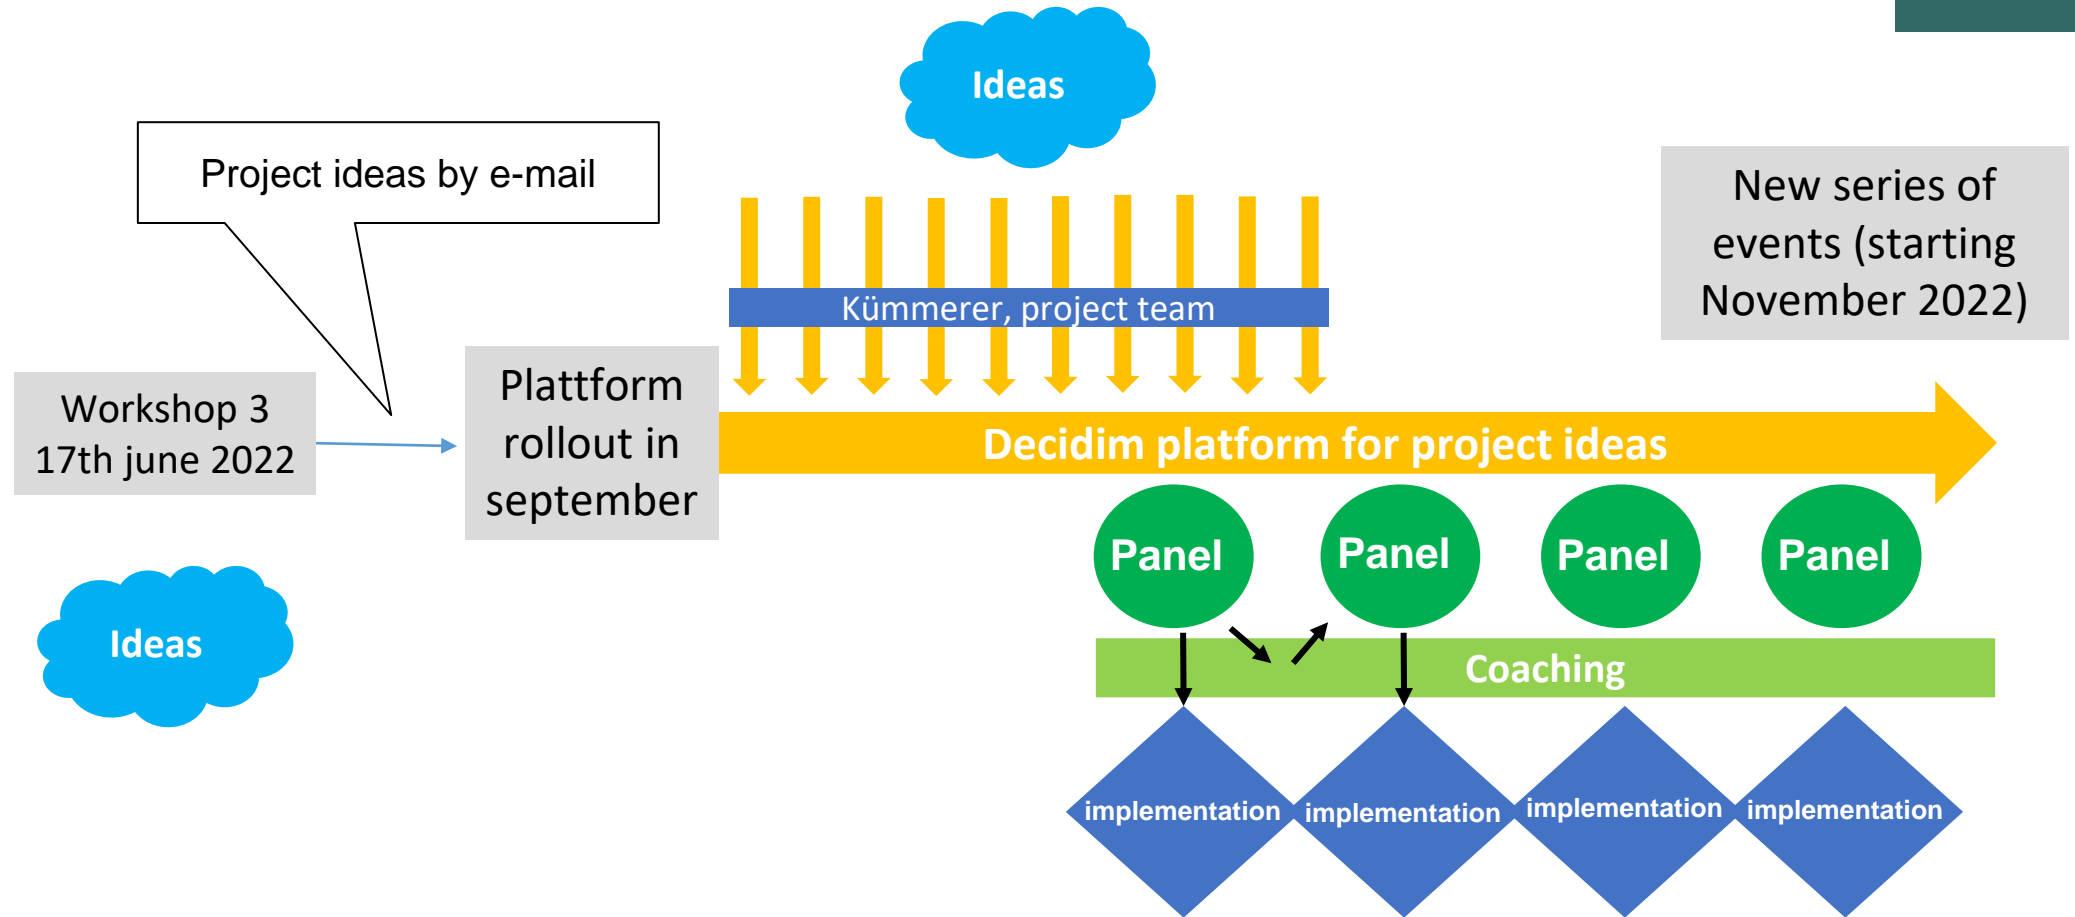 Ideas
Project ideas by e-mail
New series of
events (starting
November 2022)
Kümmerer, project team
Workshop 3
17th june 2022
Plattform
rollout in
september
Decidim platform for project ideas
Panel
Panel
Panel
Panel
Ideas
Coaching
implementation
implementation
implementation
implementation